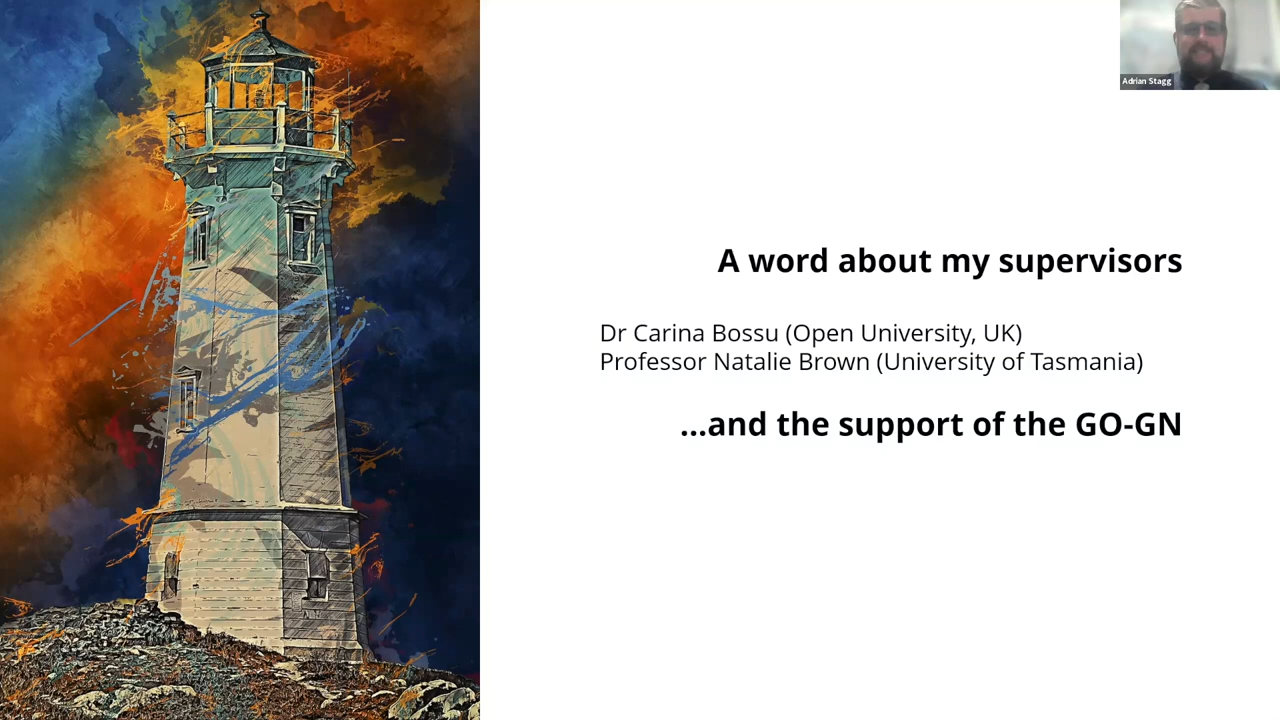 Adrian Stagg
A word about my supervisors
Dr Carina Bossu (Open University, UK)
Professor Natalie Brown (University of Tasmania)
...and the support of the GO-GN